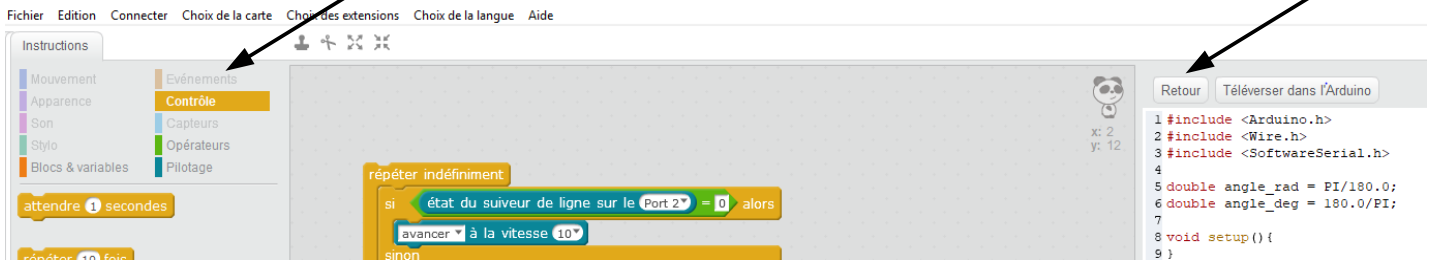 Fichier Edition Connecter Choix de la carte Choix des extensions Choix de la langue Aide
Instructions
Mouvement Evénements
Apparence Contrôle
Son Capteurs
Stylo Opérateurs
Blocs & variables Pilotage
attendre 1 secondes
répéter 10 fois
répéter indéfiniment
si état du suiveur de ligne sur le Port 2 = 0 alors
avancer à la vitesse 10
sinon
x: 2
y: 12
Retour Téléverser dans l'Arduino
1 #include <Arduino.h>
2 #include <Wire.h>
3 #include <SoftwareSerial.h>
4
5 double angle_rad = PI/180.0;
6 double angle_deg = 180.0/PI;
7
8 void setup(){
9 }